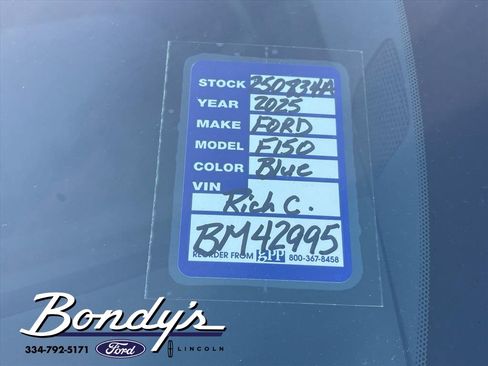 STOCK 250934A
YEAR 2025
MAKE FORD
MODEL F150
COLOR Blue
VIN
Rich C.
BM42995
REORDER FROM 800-367-8458
Bondy's
334-792-5171 Ford LINCOLN